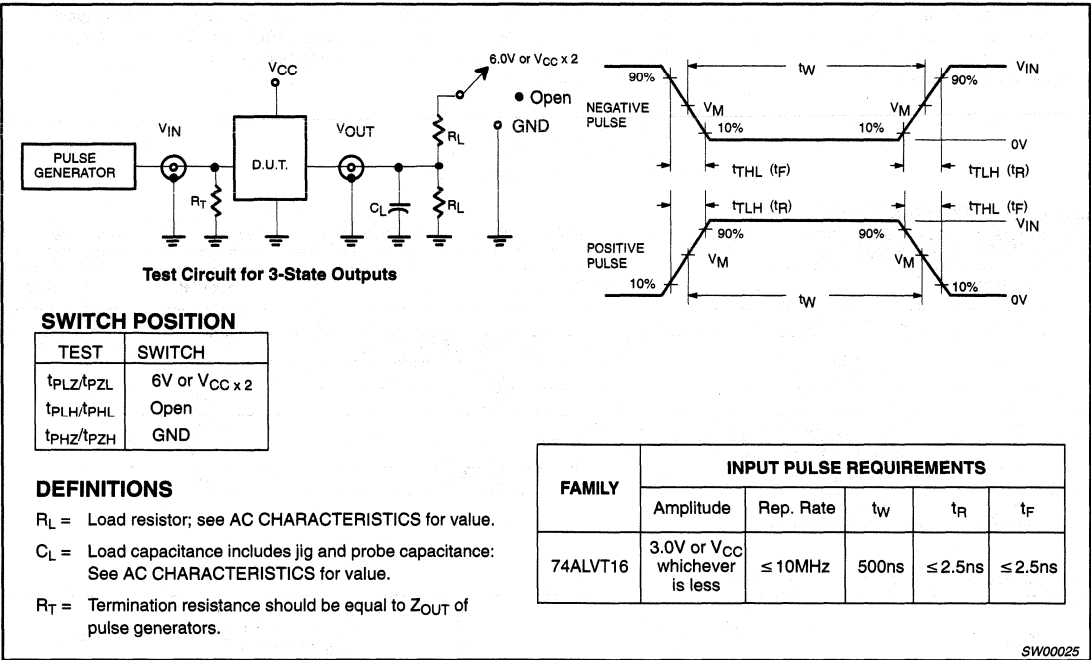 6.0V or VCC x 2
VCC
Open
GND
VIN
VOUT
RL
PULSE
GENERATOR
D.U.T.
RT
CL
RL
Test Circuit for 3-State Outputs
90%
tW
90%
VIN
NEGATIVE
PULSE
VM
VM
10%
10%
0V
tTHL (tF)
tTLH (tR)
tTLH (tR)
tTHL (tF)
VIN
90%
90%
POSITIVE
PULSE
VM
VM
10%
10%
tW
0V
SWITCH POSITION
TEST SWITCH
tPLZ/tPZL 6V or VCC x 2
tPLH/tPHL Open
tPHZ/tPZH GND
DEFINITIONS
RL = Load resistor; see AC CHARACTERISTICS for value.
CL = Load capacitance includes jig and probe capacitance:
See AC CHARACTERISTICS for value.
RT = Termination resistance should be equal to ZOUT of
pulse generators.
FAMILY
INPUT PULSE REQUIREMENTS
Amplitude Rep. Rate tW tR tF
74ALVT16
3.0V or VCC
whichever
is less
≤ 10MHz 500ns ≤ 2.5ns ≤ 2.5ns
SW00025